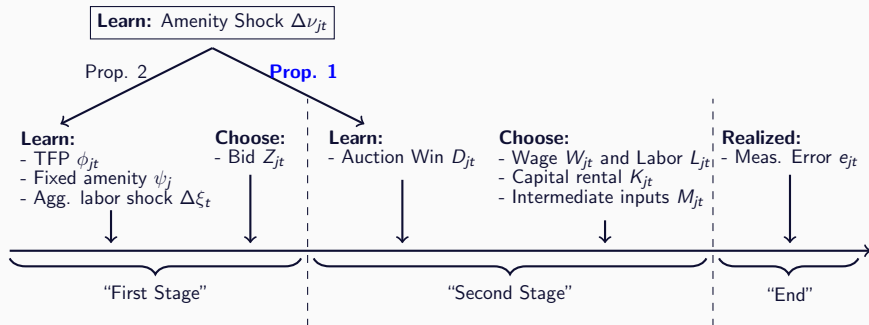 Learn: Amenity Shock Δν_jt
Prop. 2
Prop. 1
Learn:
- TFP ϕ_jt
- Fixed amenity ψ_j
- Agg. labor shock Δξ_t
Choose:
- Bid Z_jt
Learn:
- Auction Win D_jt
Choose:
- Wage W_jt and Labor L_jt
- Capital rental K_jt
- Intermediate inputs M_jt
Realized:
- Meas. Error e_jt
“First Stage”
“Second Stage”
“End”